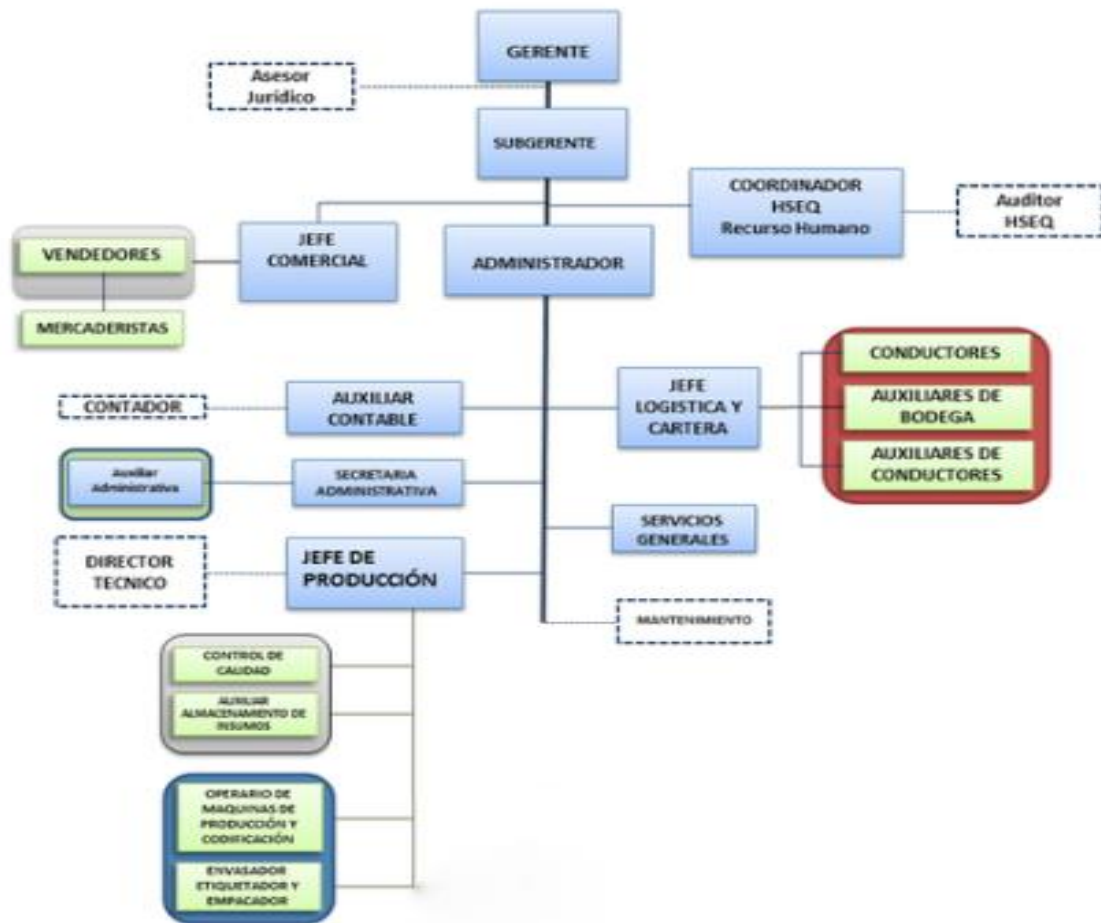 GERENTE
Asesor
Jurídico
SUBGERENTE
COORDINADOR
HSEQ
Recurso Humano
Auditor
HSEQ
JEFE
COMERCIAL
VENDEDORES
ADMINISTRADOR
MERCADERISTAS
CONDUCTORES
JEFE
LOGISTICA Y
CARTERA
AUXILIAR
CONTABLE
CONTADOR
AUXILIARES DE
BODEGA
AUXILIARES DE
CONDUCTORES
Auxiliar
Administrativa
SECRETARIA
ADMINISTRATIVA
SERVICIOS
GENERALES
DIRECTOR
TECNICO
JEFE DE
PRODUCCIÓN
MANTENIMIENTO
CONTROL DE
CALIDAD
AUXILIAR
ALMACENAMIENTO DE
INSUMOS
OPERARIO DE
MAQUINAS DE
PRODUCCIÓN Y
CODIFICACIÓN
ENVASADOR
ETIQUETADOR Y
EMPACADOR